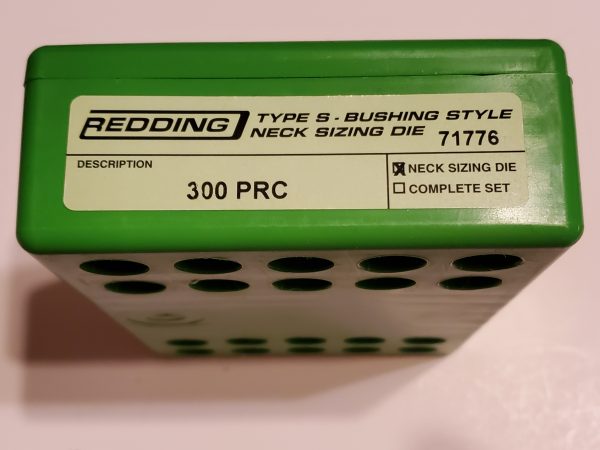 REDDING
TYPE S - BUSHING STYLE
NECK SIZING DIE 71776
DESCRIPTION
300 PRC
NECK SIZING DIE
COMPLETE SET